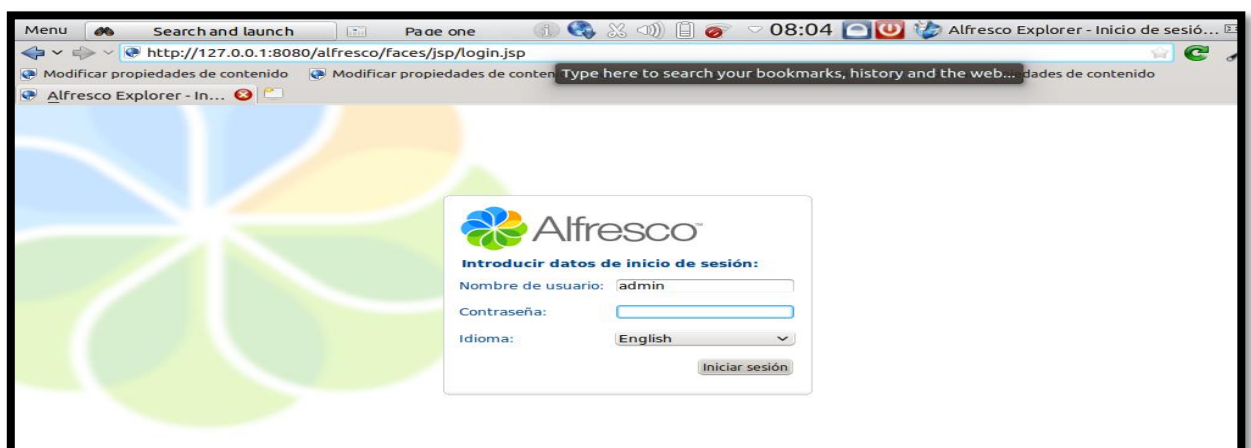 Menu Search and launch Page one 08:04 Alfresco Explorer - Inicio de sesió...
http://127.0.0.1:8080/alfresco/faces/jsp/login.jsp
Modificar propiedades de contenido Modificar propiedades de conten Type here to search your bookmarks, history and the web... dades de contenido
Alfresco Explorer - In...
Alfresco™
Introducir datos de inicio de sesión:
Nombre de usuario: admin
Contraseña:
Idioma: English
Iniciar sesión